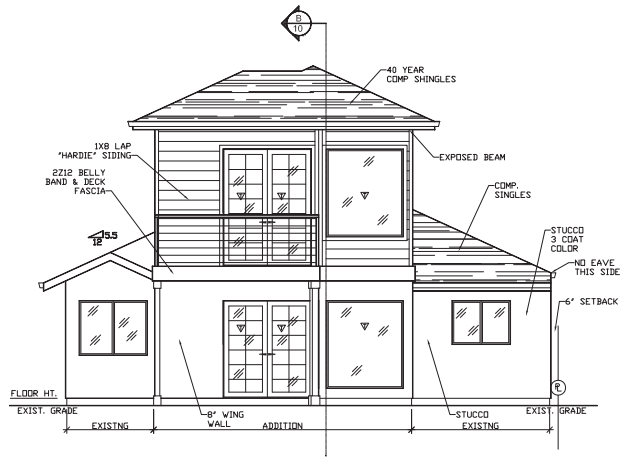 B
10
40 YEAR
COMP SHINGLES
1X8 LAP
"HARDIE" SIDING
EXPOSED BEAM
2Z12 BELLY
BAND & DECK
FASCIA
COMP.
SINGLES
5.5
12
STUCCO
3 COAT
COLOR
NO EAVE
THIS SIDE
6" SETBACK
FLOOR HT.
PL
EXIST. GRADE
8" WING
WALL
STUCCO
EXIST. GRADE
EXISTNG
ADDITION
EXISTNG